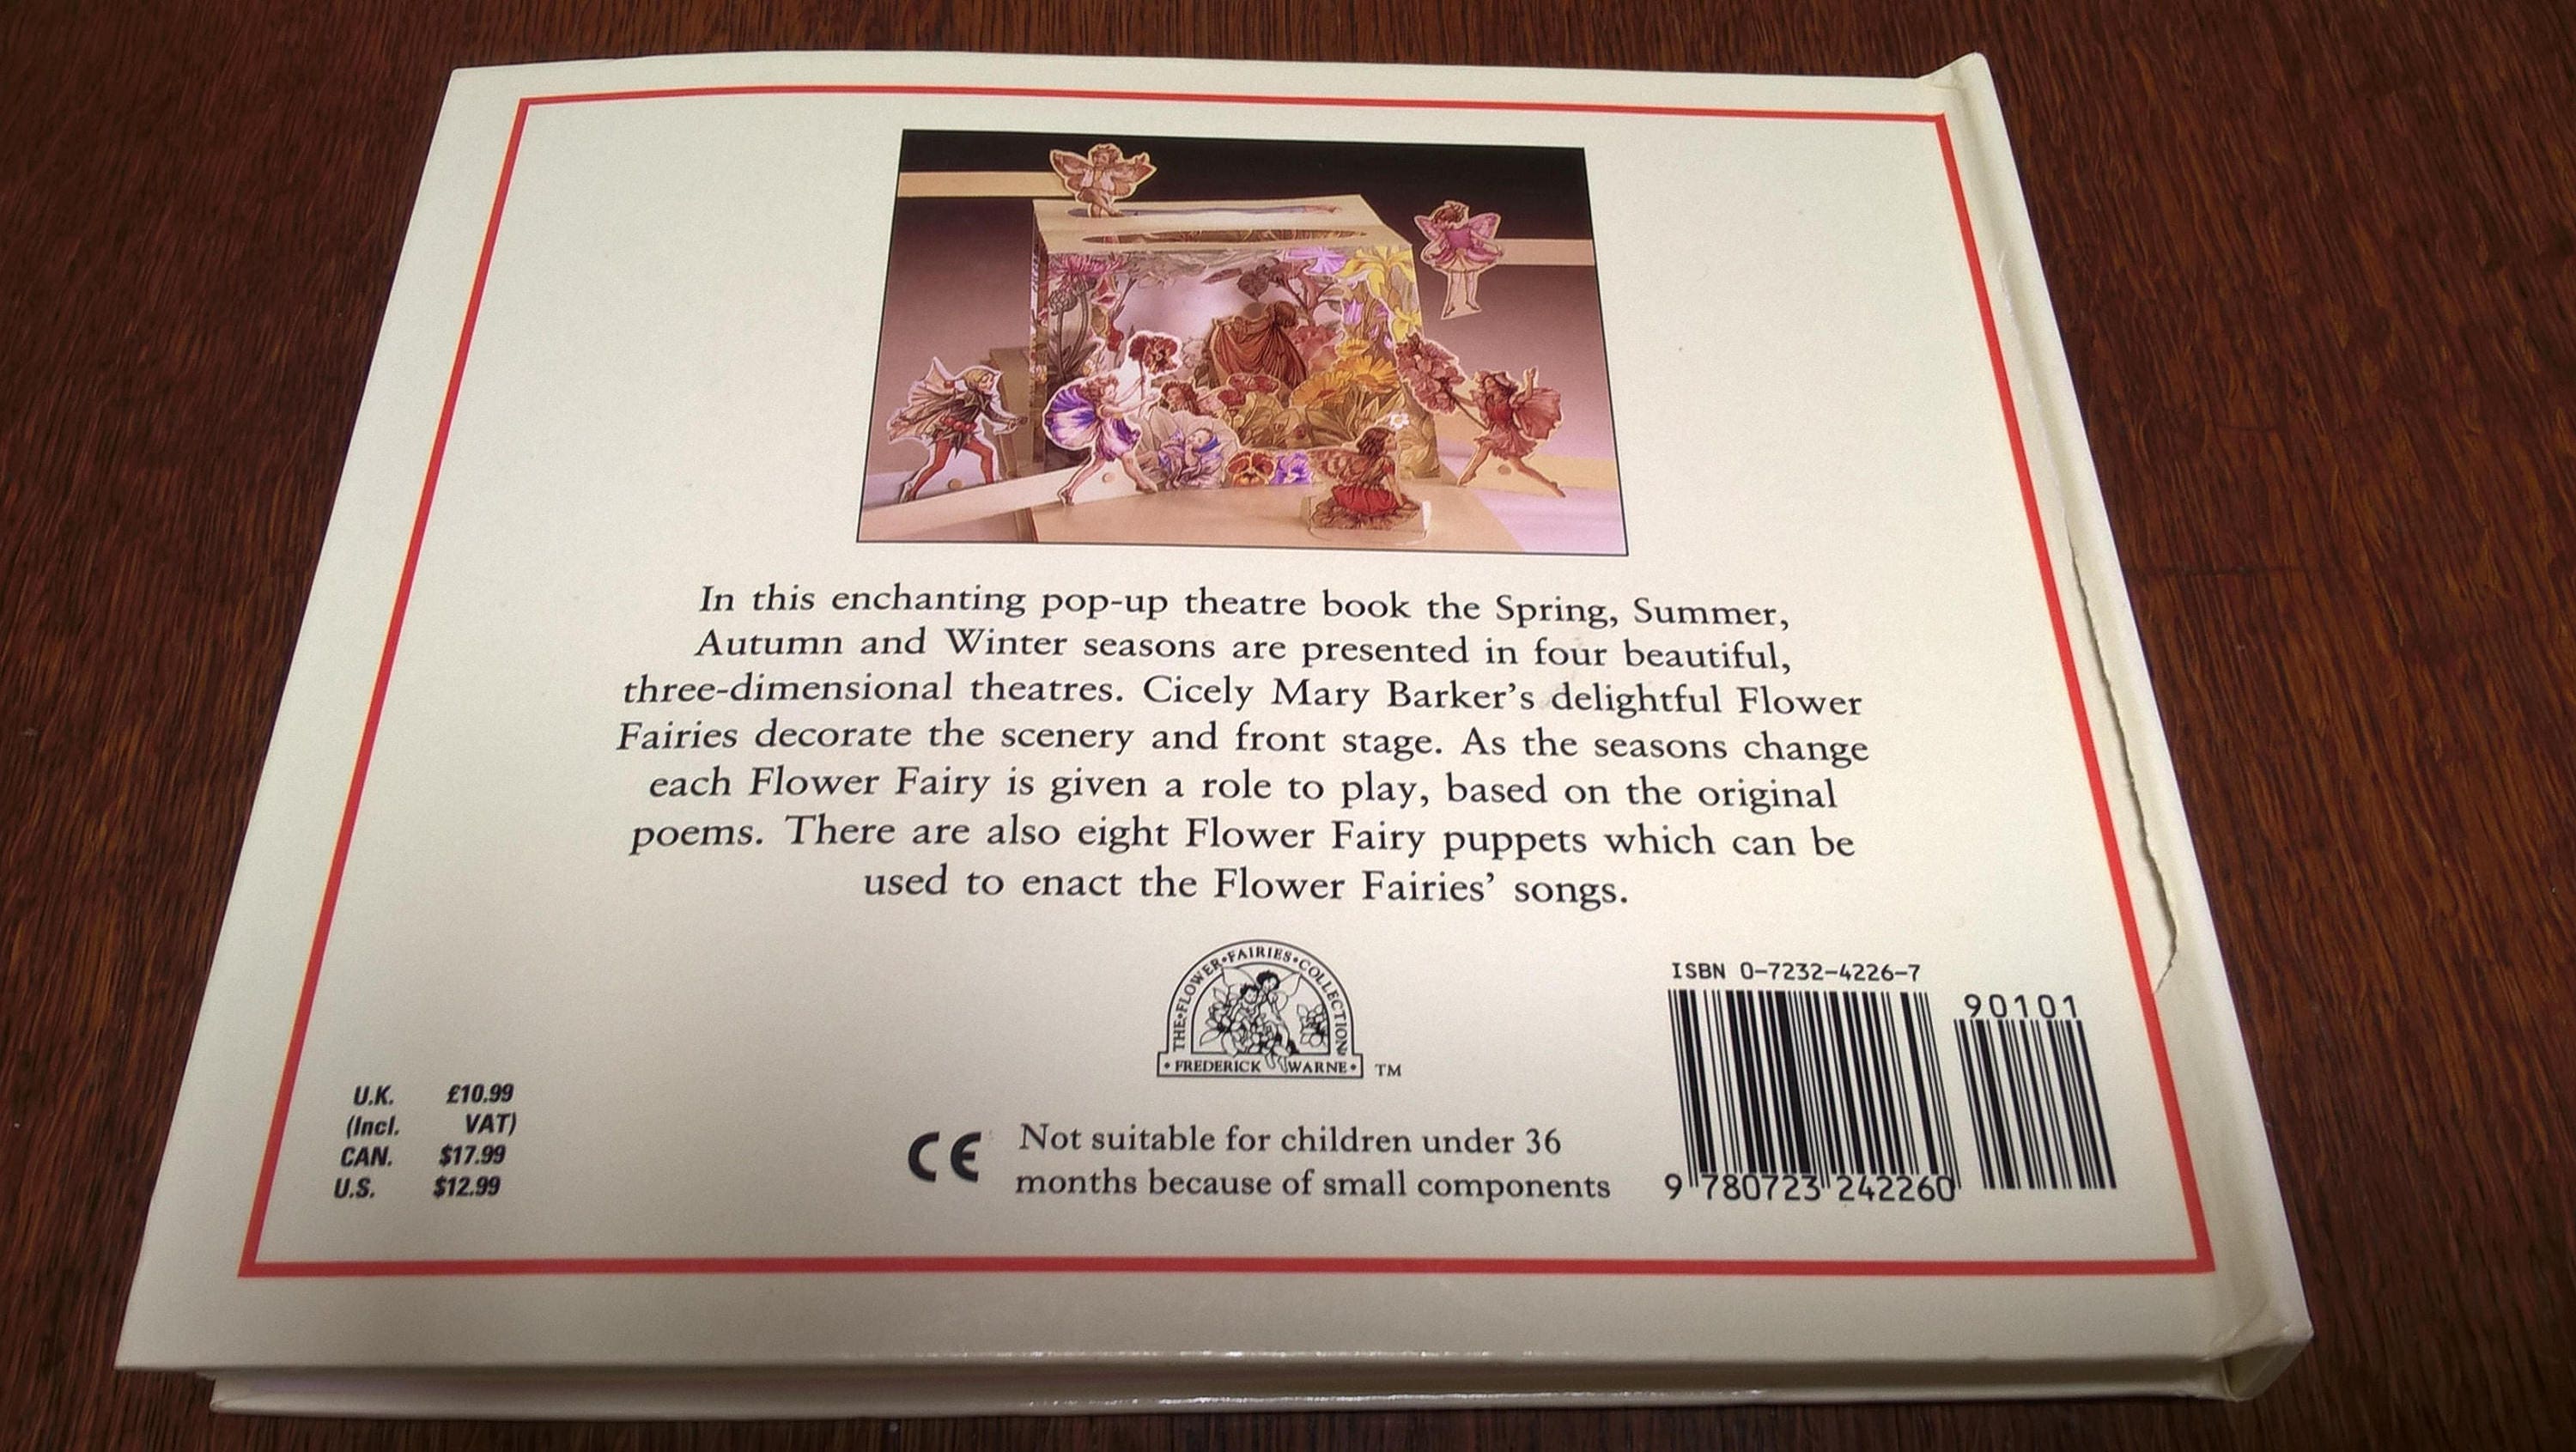 In this enchanting pop-up theatre book the Spring, Summer,
Autumn and Winter seasons are presented in four beautiful,
three-dimensional theatres. Cicely Mary Barker's delightful Flower
Fairies decorate the scenery and front stage. As the seasons change
each Flower Fairy is given a role to play, based on the original
poems. There are also eight Flower Fairy puppets which can be
used to enact the Flower Fairies' songs.
THE•FLOWER•FAIRIES•COLLECTION
• FREDERICK WARNE • TM
ISBN 0-7232-4226-7
90101
9 780723 242260
U.K. £10.99
(Incl. VAT)
CAN. $17.99
U.S. $12.99
CE Not suitable for children under 36
months because of small components